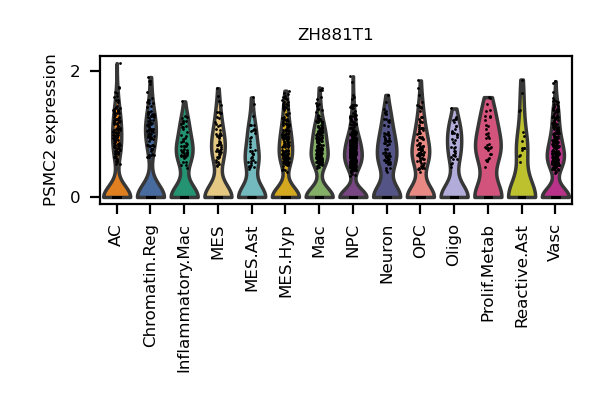 ZH881T1
PSMC2 expression
2
0
AC
Chromatin.Reg
Inflammatory.Mac
MES
MES.Ast
MES.Hyp
Mac
NPC
Neuron
OPC
Oligo
Prolif.Metab
Reactive.Ast
Vasc